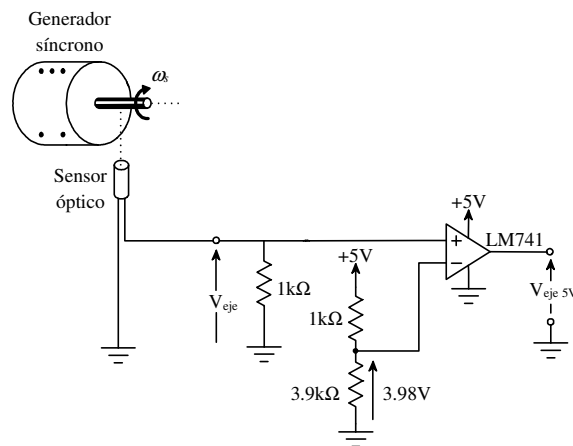 Generador
síncrono
ωs
Sensor
óptico
+5V
LM741
+
−
+5V
Veje
1kΩ
Veje 5V
1kΩ
3.9kΩ
3.98V